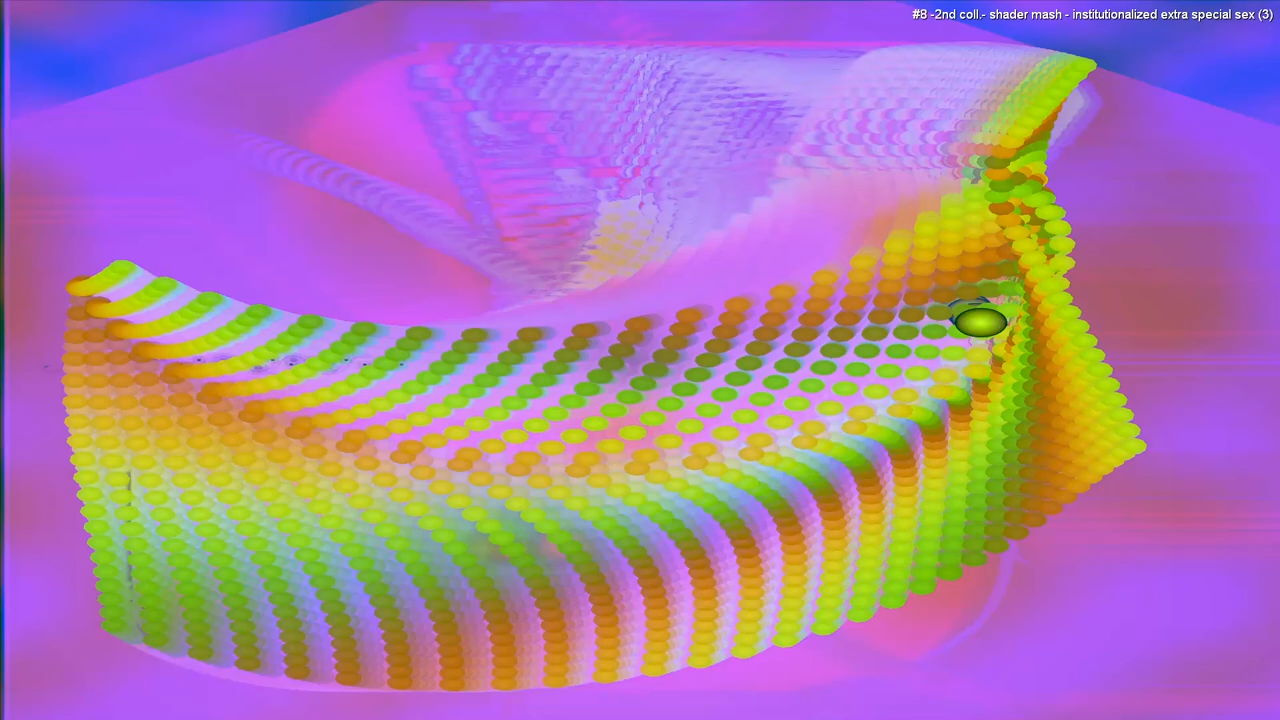 #8 -2nd coll.- shader mash - institutionalized extra special sex (3)